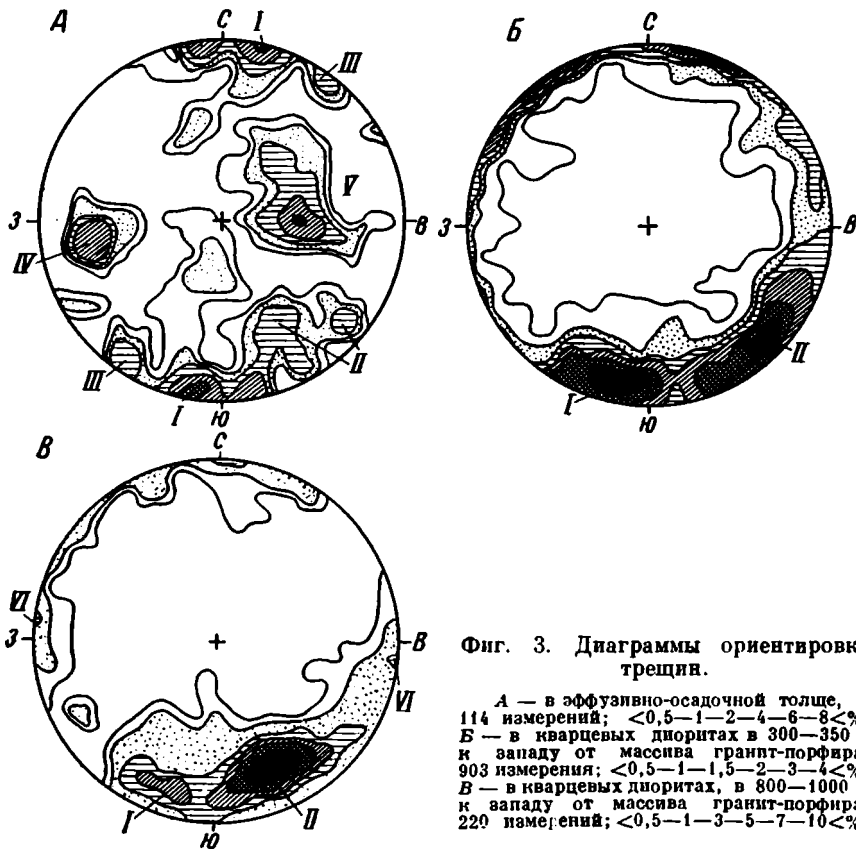 А
С
I
III
V
З
В
IV
III
II
I
Ю
Б
С
З
В
I
II
Ю
В
С
VI
З
В
VI
I
II
Ю
Фиг. 3. Диаграммы ориентировк
трещин.
А — в эффузивно-осадочной толще,
114 измерений; <0,5—1—2—4—6—8<%
Б — в кварцевых диоритах в 300—350
к западу от массива гранит-порфира
903 измерения; <0,5—1—1,5—2—3—4<%
В — в кварцевых диоритах, в 800—1000
к западу от массива гранит-порфира
220 измерений; <0,5—1—3—5—7—10<%